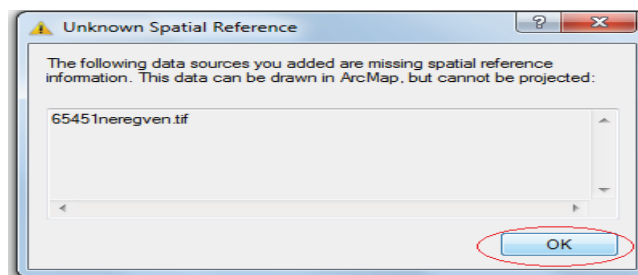 Unknown Spatial Reference
?
The following data sources you added are missing spatial reference
information. This data can be drawn in ArcMap, but cannot be projected:
65451neregven.tif
OK